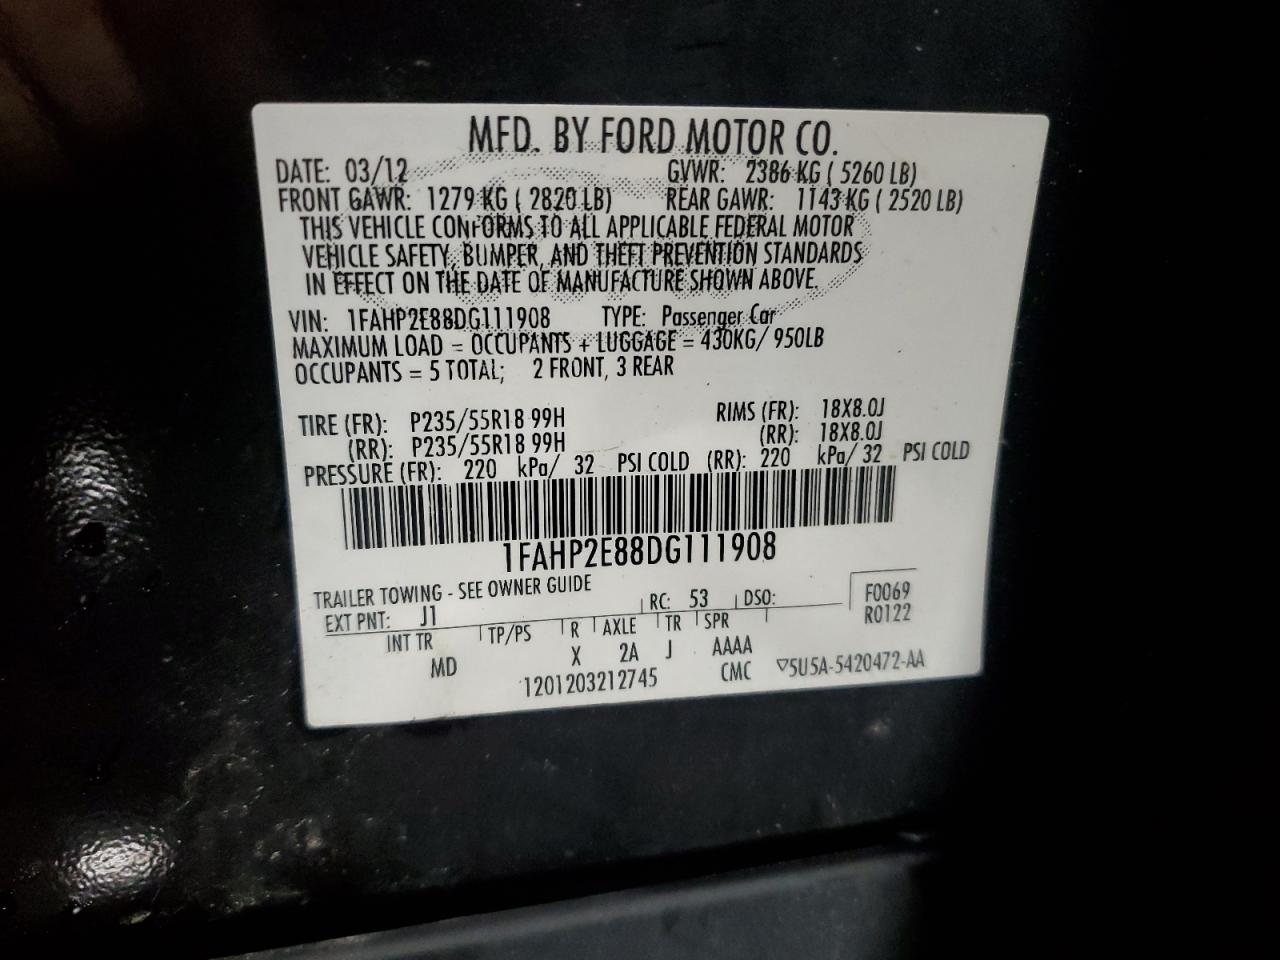 MFD. BY FORD MOTOR CO.
DATE: 03/12 GVWR: 2386 KG ( 5260 LB)
FRONT GAWR: 1279 KG ( 2820 LB) REAR GAWR: 1143 KG ( 2520 LB)
THIS VEHICLE CONFORMS TO ALL APPLICABLE FEDERAL MOTOR
VEHICLE SAFETY, BUMPER, AND THEFT PREVENTION STANDARDS
IN EFFECT ON THE DATE OF MANUFACTURE SHOWN ABOVE.
VIN: 1FAHP2E88DG111908 TYPE: Passenger Car
MAXIMUM LOAD = OCCUPANTS + LUGGAGE = 430KG/ 950LB
OCCUPANTS = 5 TOTAL; 2 FRONT, 3 REAR
TIRE (FR): P235/55R18 99H RIMS (FR): 18X8.0J
(RR): P235/55R18 99H (RR): 18X8.0J
PRESSURE (FR): 220 kPa/ 32 PSI COLD (RR): 220 kPa/ 32 PSI COLD
1FAHP2E88DG111908
TRAILER TOWING - SEE OWNER GUIDE
EXT PNT: J1 RC: 53 DSO: F0069
R0122
INT TR TP/PS R AXLE TR SPR
MD X 2A J AAAA
1201203212745 CMC ▽5U5A-5420472-AA